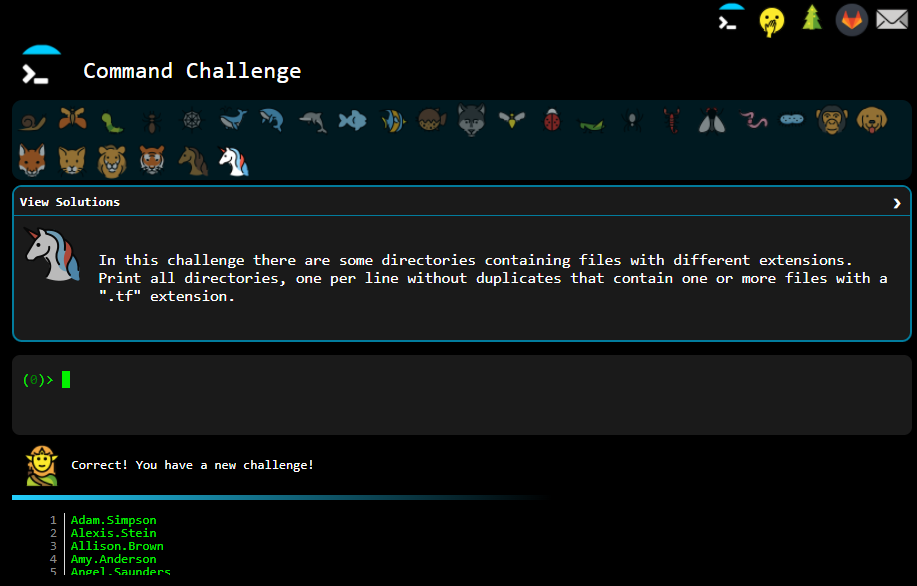 Command Challenge
View Solutions
In this challenge there are some directories containing files with different extensions.
Print all directories, one per line without duplicates that contain one or more files with a
".tf" extension.
(0)>
Correct! You have a new challenge!
1 Adam.Simpson
2 Alexis.Stein
3 Allison.Brown
4 Amy.Anderson
5 Angel.Saunders